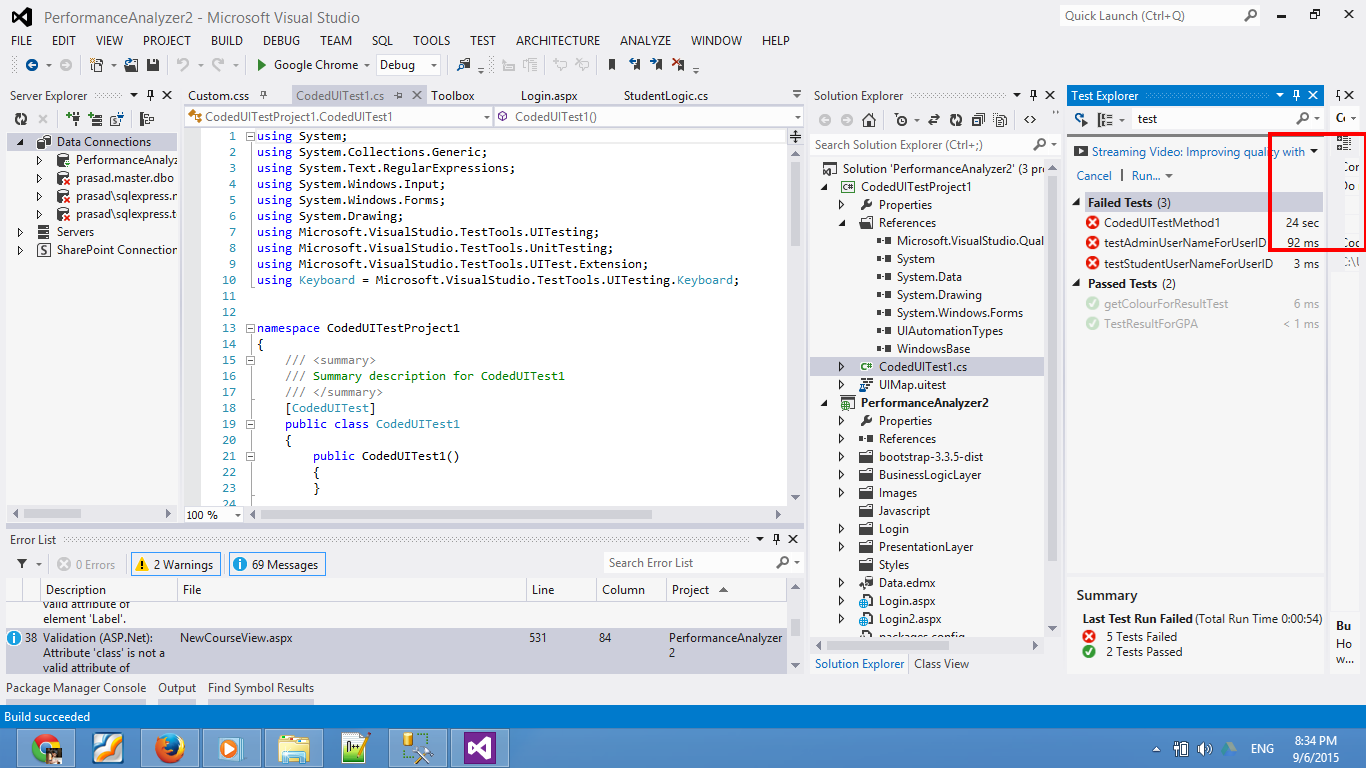 PerformanceAnalyzer2 - Microsoft Visual Studio
Quick Launch (Ctrl+Q)
FILE EDIT VIEW PROJECT BUILD DEBUG TEAM SQL TOOLS TEST ARCHITECTURE ANALYZE WINDOW HELP
Google Chrome Debug
Server Explorer
Data Connections
PerformanceAnalyz
prasad.master.dbo
prasad\sqlexpress.n
prasad\sqlexpress.t
Servers
SharePoint Connection
Custom.css CodedUITest1.cs Toolbox Login.aspx StudentLogic.cs
CodedUITestProject1.CodedUITest1 CodedUITest1()
1 using System;
2 using System.Collections.Generic;
3 using System.Text.RegularExpressions;
4 using System.Windows.Input;
5 using System.Windows.Forms;
6 using System.Drawing;
7 using Microsoft.VisualStudio.TestTools.UITesting;
8 using Microsoft.VisualStudio.TestTools.UnitTesting;
9 using Microsoft.VisualStudio.TestTools.UITest.Extension;
10 using Keyboard = Microsoft.VisualStudio.TestTools.UITesting.Keyboard;
11
12
13 namespace CodedUITestProject1
14 {
15 /// <summary>
16 /// Summary description for CodedUITest1
17 /// </summary>
18 [CodedUITest]
19 public class CodedUITest1
20 {
21 public CodedUITest1()
22 {
23 }
24
100 %
Solution Explorer
Search Solution Explorer (Ctrl+;)
Solution 'PerformanceAnalyzer2' (3 pr
CodedUITestProject1
Properties
References
Microsoft.VisualStudio.Qual
System
System.Data
System.Drawing
System.Windows.Forms
UIAutomationTypes
WindowsBase
CodedUITest1.cs
UIMap.uitest
PerformanceAnalyzer2
Properties
References
bootstrap-3.3.5-dist
BusinessLogicLayer
Images
Javascript
Login
PresentationLayer
Styles
Data.edmx
Login.aspx
Login2.aspx
packages.config
Solution Explorer Class View
Test Explorer
test
Streaming Video: Improving quality with
Cancel | Run...
Failed Tests (3)
CodedUITestMethod1 24 sec
testAdminUserNameForUserID 92 ms
testStudentUserNameForUserID 3 ms
Passed Tests (2)
getColourForResultTest 6 ms
TestResultForGPA < 1 ms
Summary
Last Test Run Failed (Total Run Time 0:00:54)
5 Tests Failed
2 Tests Passed
Do
Bu
Ho
w...
Error List
0 Errors 2 Warnings 69 Messages
Search Error List
Description File Line Column Project
valid attribute of
element 'Label'.
38 Validation (ASP.Net): NewCourseView.aspx 531 84 PerformanceAnalyzer
Attribute 'class' is not a 2
valid attribute of
Package Manager Console Output Find Symbol Results
Build succeeded
ENG
8:34 PM
9/6/2015